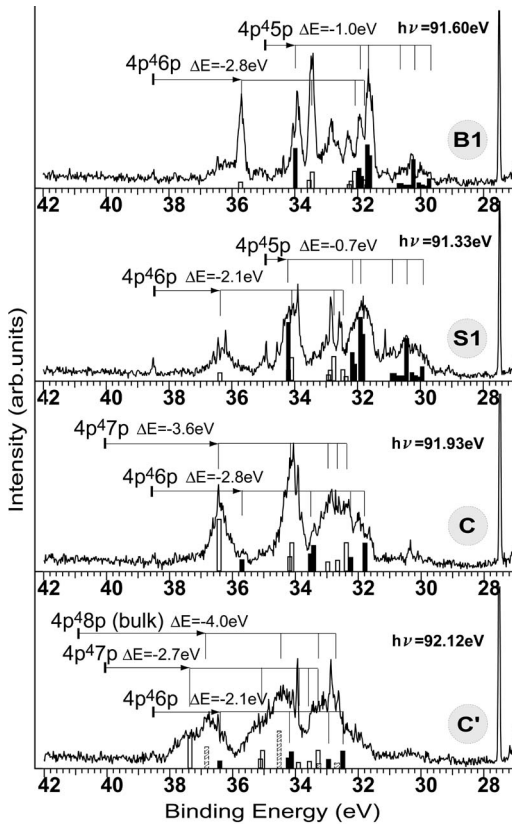 4p⁴5p ΔE=-1.0eV hν=91.60eV
4p⁴6p ΔE=-2.8eV
B1
42 40 38 36 34 32 30 28
4p⁴5p ΔE=-0.7eV hν=91.33eV
4p⁴6p ΔE=-2.1eV
S1
42 40 38 36 34 32 30 28
4p⁴7p ΔE=-3.6eV hν=91.93eV
4p⁴6p ΔE=-2.8eV
C
42 40 38 36 34 32 30 28
4p⁴8p (bulk) ΔE=-4.0eV hν=92.12eV
4p⁴7p ΔE=-2.7eV
4p⁴6p ΔE=-2.1eV
C'
42 40 38 36 34 32 30 28
Binding Energy (eV)
Intensity (arb.units)